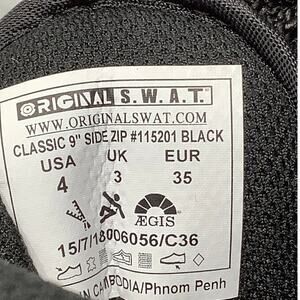 ORIGINAL S.W.A.T.
WWW.ORIGINALSWAT.COM
CLASSIC 9" SIDE ZIP #115201 BLACK
USA UK EUR
4 3 35
ÆGIS
15/7/18006056/C36
IN CAMBODIA/Phnom Penh